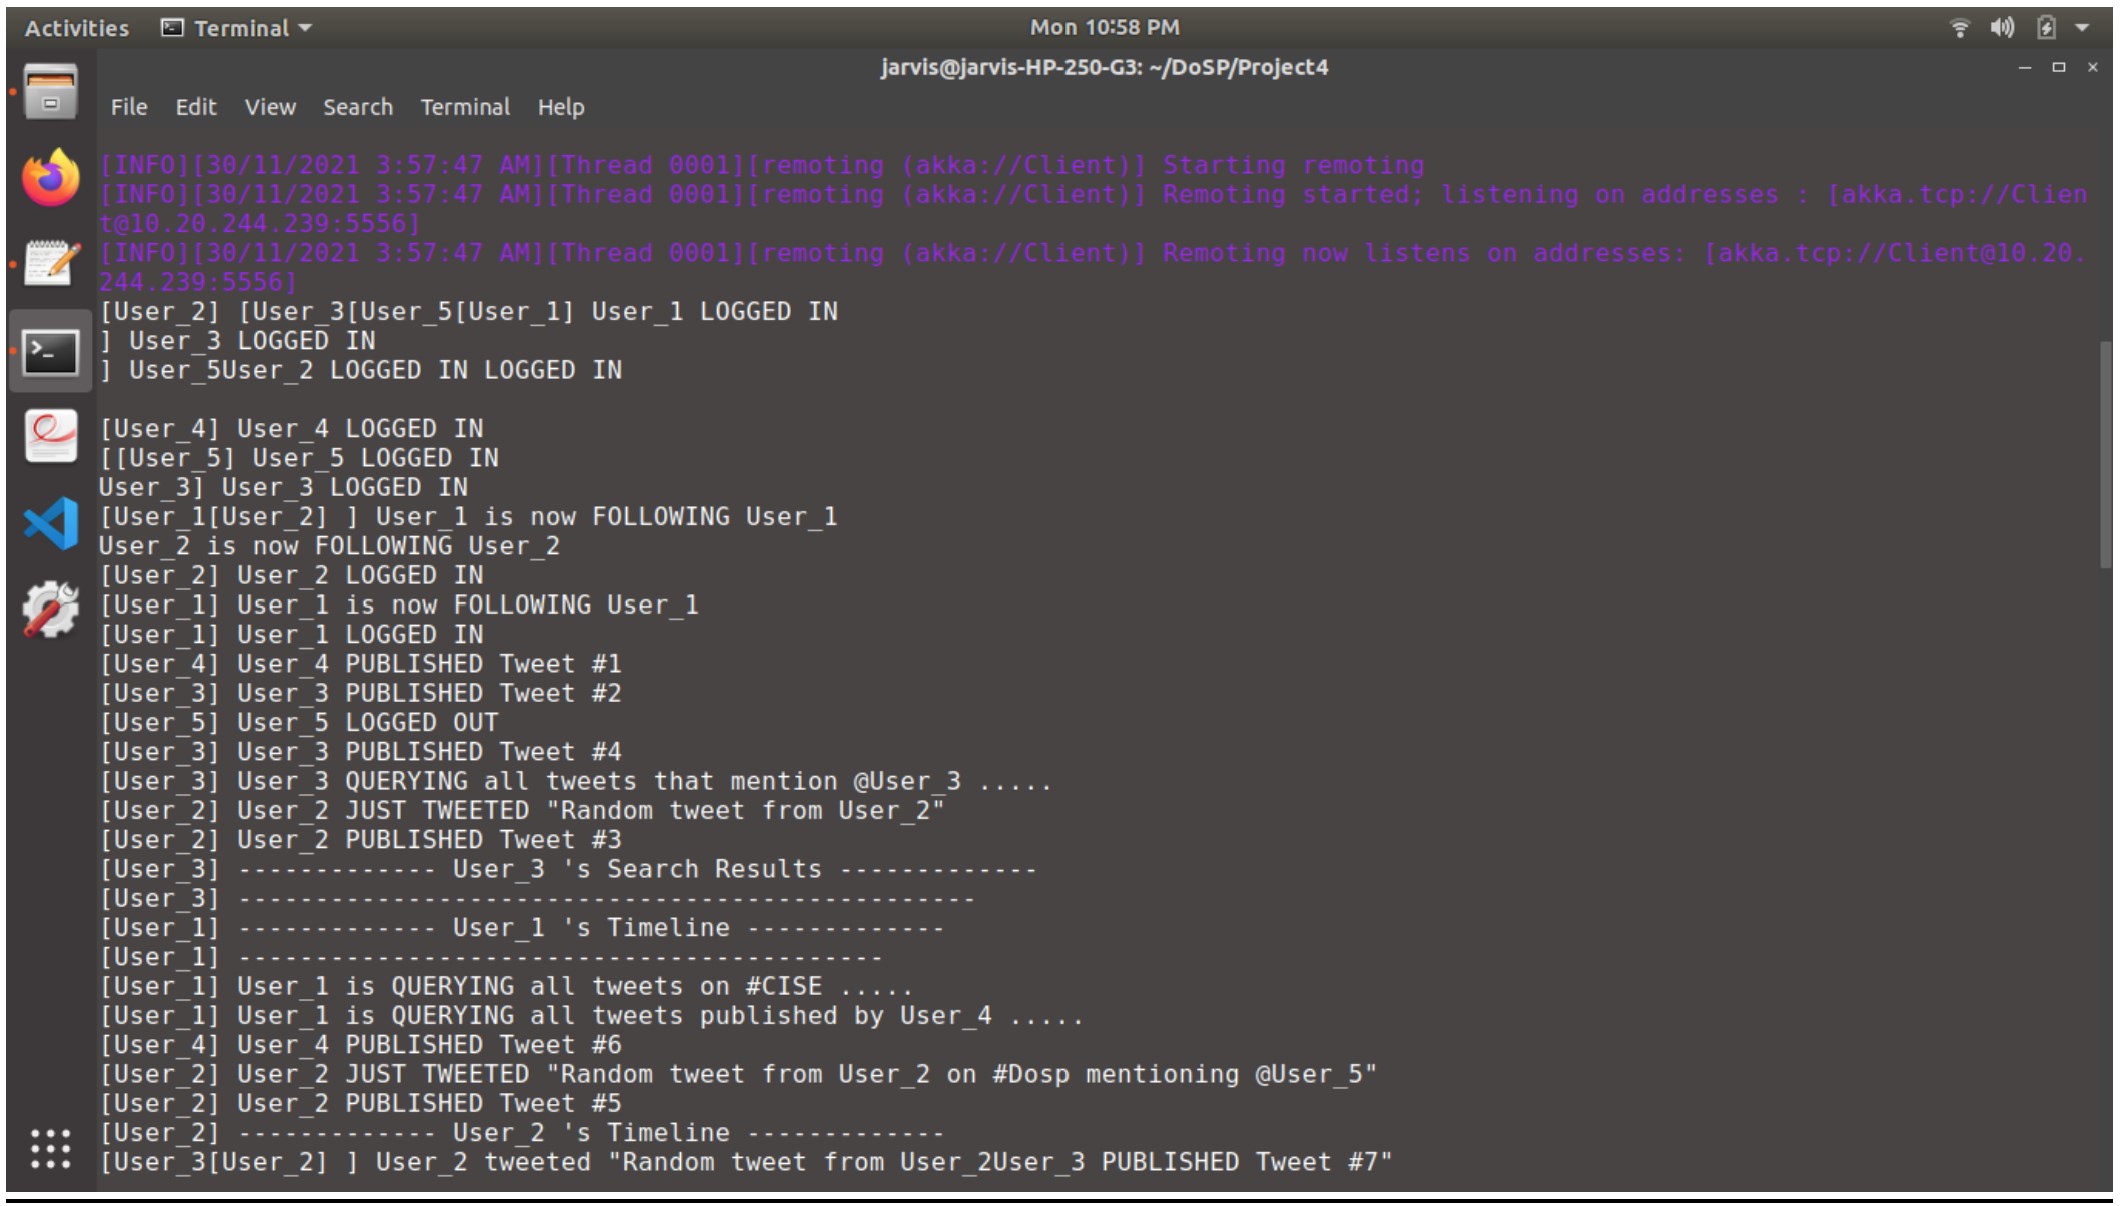 Activities Terminal Mon 10:58 PM
jarvis@jarvis-HP-250-G3: ~/DoSP/Project4
File Edit View Search Terminal Help
[INFO][30/11/2021 3:57:47 AM][Thread 0001][remoting (akka://Client)] Starting remoting
[INFO][30/11/2021 3:57:47 AM][Thread 0001][remoting (akka://Client)] Remoting started; listening on addresses : [akka.tcp://Clien
t@10.20.244.239:5556]
[INFO][30/11/2021 3:57:47 AM][Thread 0001][remoting (akka://Client)] Remoting now listens on addresses: [akka.tcp://Client@10.20.
244.239:5556]
[User_2] [User_3[User_5[User_1] User_1 LOGGED IN
] User_3 LOGGED IN
] User_5User_2 LOGGED IN LOGGED IN
[User_4] User_4 LOGGED IN
[[User_5] User_5 LOGGED IN
User_3] User_3 LOGGED IN
[User_1[User_2] ] User_1 is now FOLLOWING User_1
User_2 is now FOLLOWING User_2
[User_2] User_2 LOGGED IN
[User_1] User_1 is now FOLLOWING User_1
[User_1] User_1 LOGGED IN
[User_4] User_4 PUBLISHED Tweet #1
[User_3] User_3 PUBLISHED Tweet #2
[User_5] User_5 LOGGED OUT
[User_3] User_3 PUBLISHED Tweet #4
[User_3] User_3 QUERYING all tweets that mention @User_3 .....
[User_2] User_2 JUST TWEETED "Random tweet from User_2"
[User_2] User_2 PUBLISHED Tweet #3
[User_3] ------------- User_3 's Search Results -------------
[User_3] ------------------------------------------------
[User_1] ------------- User_1 's Timeline -------------
[User_1] ------------------------------------------
[User_1] User_1 is QUERYING all tweets on #CISE .....
[User_1] User_1 is QUERYING all tweets published by User_4 .....
[User_4] User_4 PUBLISHED Tweet #6
[User_2] User_2 JUST TWEETED "Random tweet from User_2 on #Dosp mentioning @User_5"
[User_2] User_2 PUBLISHED Tweet #5
[User_2] ------------- User_2 's Timeline -------------
[User_3[User_2] ] User_2 tweeted "Random tweet from User_2User_3 PUBLISHED Tweet #7"